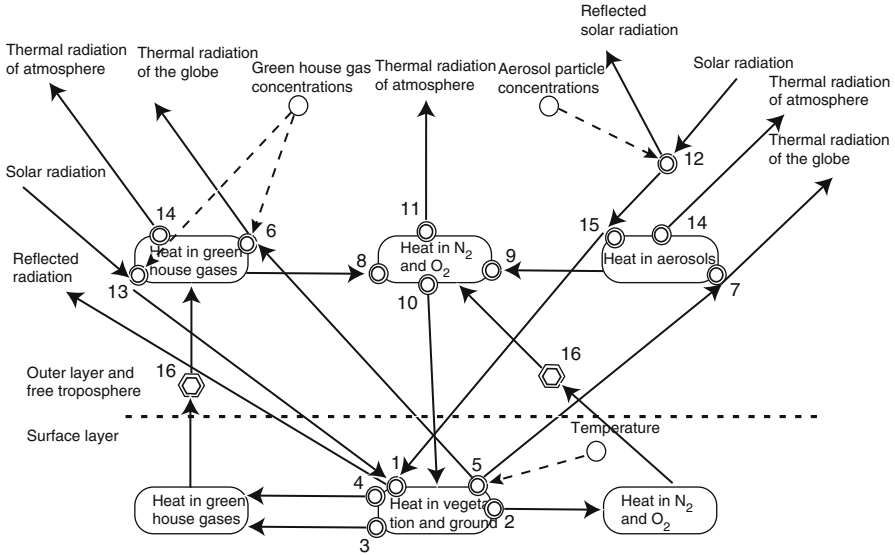 Reflected
solar radiation
Thermal radiation
of atmosphere
Thermal radiation
of the globe
Green house gas
concentrations
Thermal radiation
of atmosphere
Aerosol particle
concentrations
Solar radiation
Thermal radiation
of atmosphere
Thermal radiation
of the globe
12
Solar radiation
14
6
11
15
14
Heat in green
house gases
Heat in N2
and O2
Heat in aerosols
Reflected
radiation
13
8
10
9
7
Outer layer and
free troposphere
16
16
Surface layer
Temperature
1
5
4
Heat in green
house gases
Heat in vegeta
tion and ground
2
Heat in N2
and O2
3